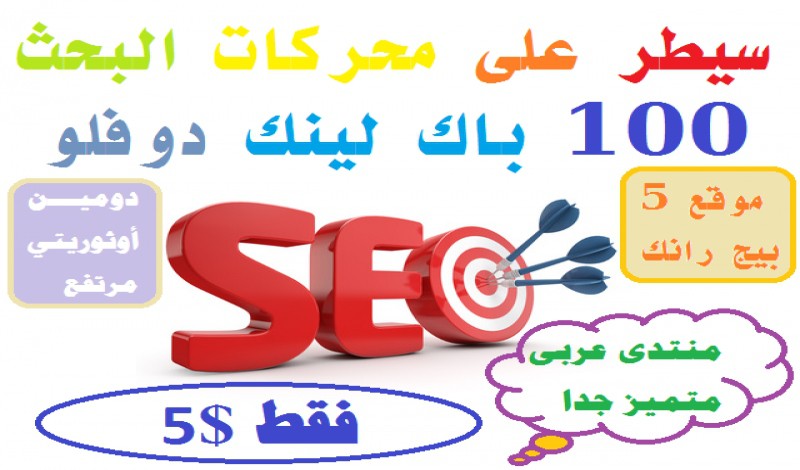 سيطر على محركات البحث
100 باك لينك دوفلو
دوميــــن
أوثوريتي
مرتفع
موقع 5
بيج رانك
SEO
منتدى عربى
متميز جدا
فقط 5$